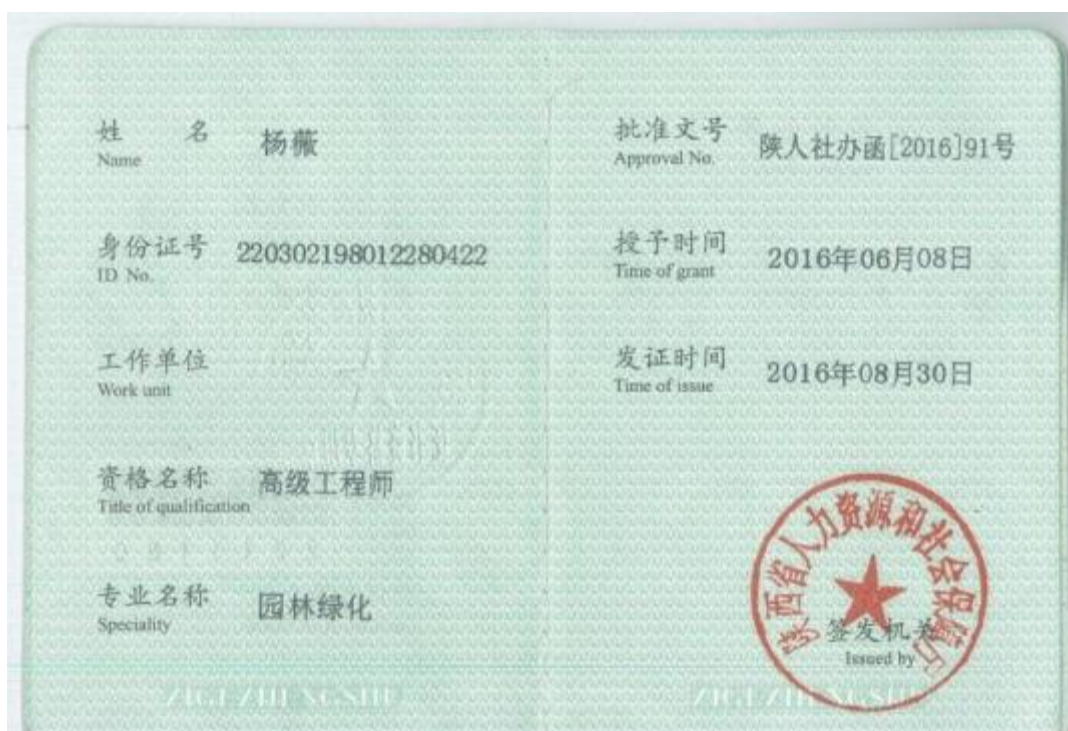 姓 名 杨薇
Name
身份证号 220302198012280422
ID No.
工作单位
Work unit
资格名称 高级工程师
Title of qualification
专业名称 园林绿化
Speciality
ZIGEZHENGSHU
批准文号 陕人社办函[2016]91号
Approval No.
授予时间 2016年06月08日
Time of grant
发证时间 2016年08月30日
Time of issue
陕西省人力资源和社会保障厅
签发机关
Issued by
ZIGEZHENGSHU